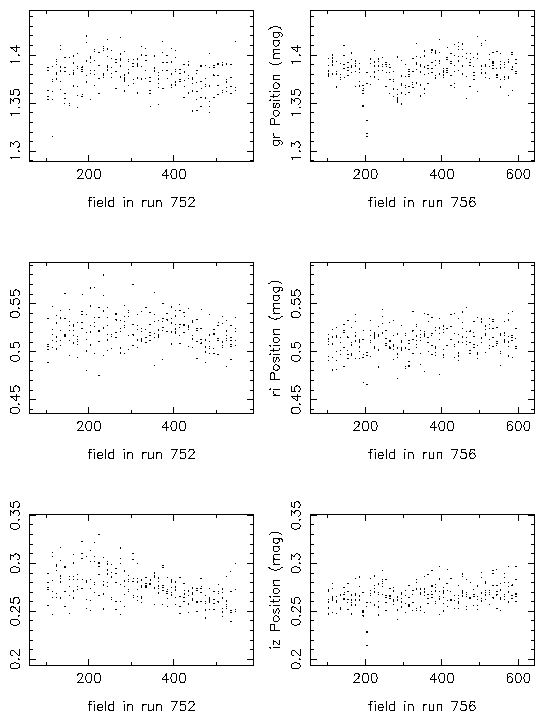 1.3 1.35 1.4
200 400
field in run 752
gr Position (mag)
1.3 1.35 1.4
200 400 600
field in run 756
0.45 0.5 0.55
200 400
field in run 752
ri Position (mag)
0.45 0.5 0.55
200 400 600
field in run 756
0.2 0.25 0.3 0.35
200 400
field in run 752
iz Position (mag)
0.2 0.25 0.3 0.35
200 400 600
field in run 756